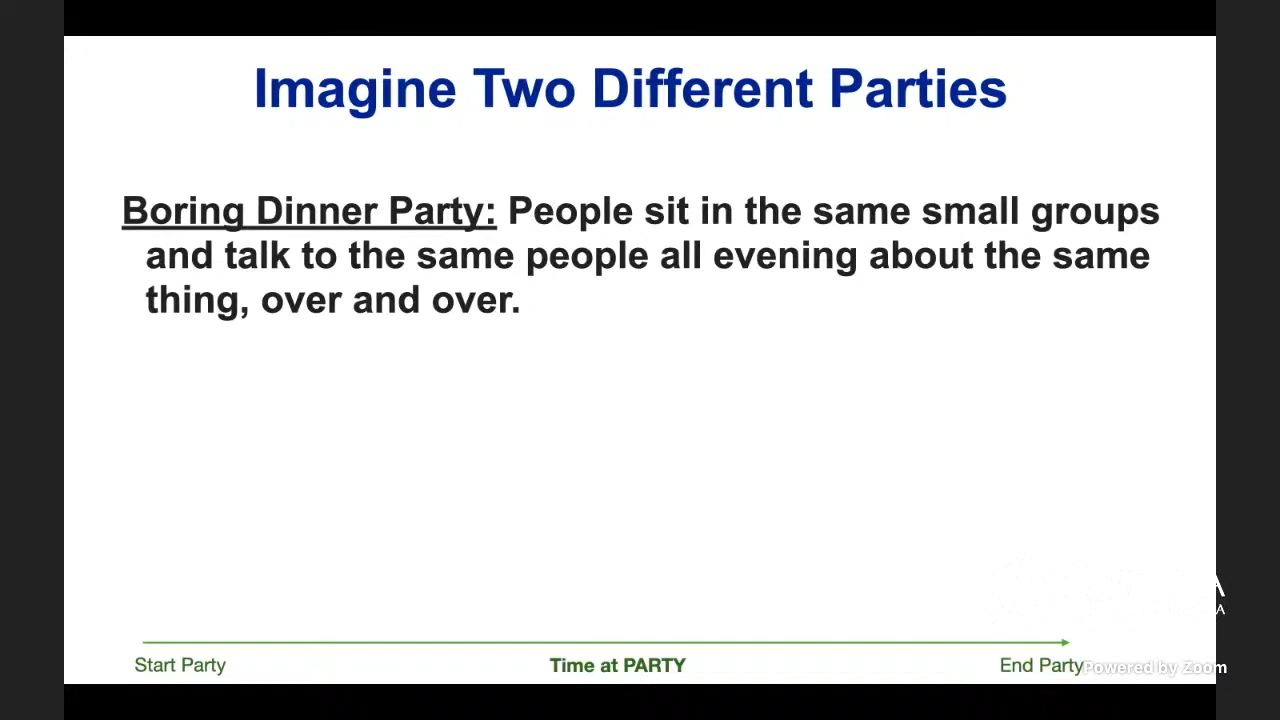 Imagine Two Different Parties
Boring Dinner Party: People sit in the same small groups
and talk to the same people all evening about the same
thing, over and over.
A
A
Start Party
Time at PARTY
End Party
Powered by Zoom